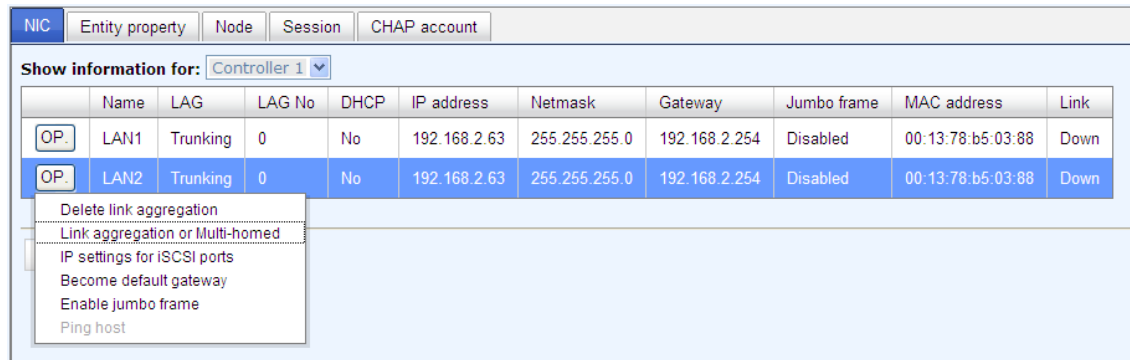 NIC Entity property Node Session CHAP account
Show information for: Controller 1
Name LAG LAG No DHCP IP address Netmask Gateway Jumbo frame MAC address Link
OP. LAN1 Trunking 0 No 192.168.2.63 255.255.255.0 192.168.2.254 Disabled 00:13:78:b5:03:88 Down
OP. LAN2 Trunking 0 No 192.168.2.63 255.255.255.0 192.168.2.254 Disabled 00:13:78:b5:03:88 Down
Delete link aggregation
Link aggregation or Multi-homed
IP settings for iSCSI ports
Become default gateway
Enable jumbo frame
Ping host